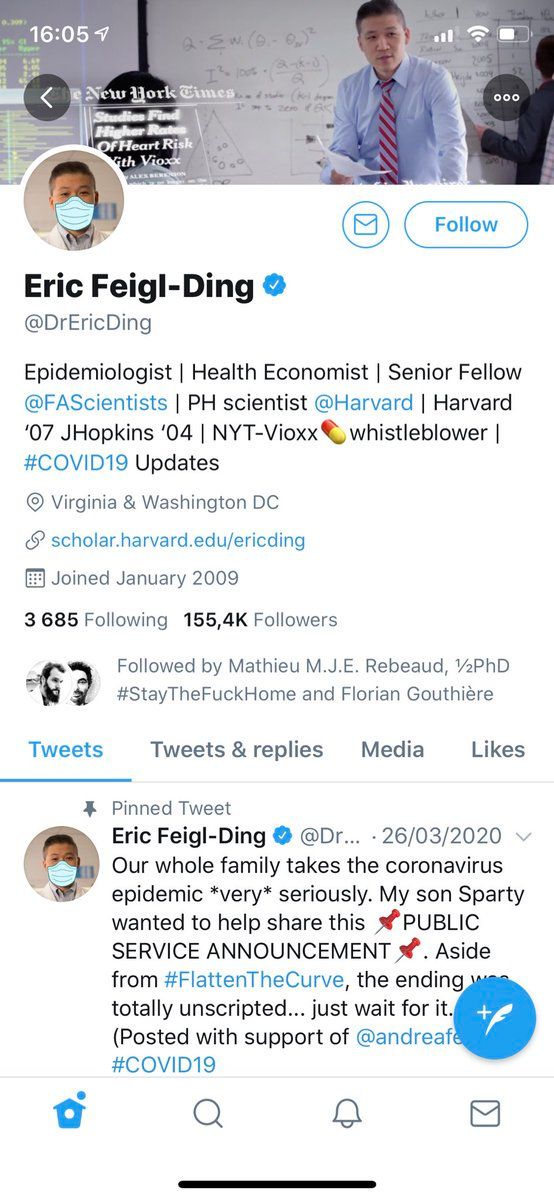 16:05
The New York Times
Studies Find
Higher Rates
Of Heart Risk
With Vioxx
By ALEX BERENSON
Follow
Eric Feigl-Ding
@DrEricDing
Epidemiologist | Health Economist | Senior Fellow
@FAScientists | PH scientist @Harvard | Harvard
‘07 JHopkins ‘04 | NYT-Vioxx💊whistleblower |
#COVID19 Updates
Virginia & Washington DC
scholar.harvard.edu/ericding
Joined January 2009
3 685 Following 155,4K Followers
Followed by Mathieu M.J.E. Rebeaud, ½PhD
#StayTheFuckHome and Florian Gouthière
Tweets Tweets & replies Media Likes
Pinned Tweet
Eric Feigl-Ding @Dr... · 26/03/2020
Our whole family takes the coronavirus
epidemic *very* seriously. My son Sparty
wanted to help share this 📌PUBLIC
SERVICE ANNOUNCEMENT📌. Aside
from #FlattenTheCurve, the ending was
totally unscripted... just wait for it.
(Posted with support of @andreafe
#COVID19